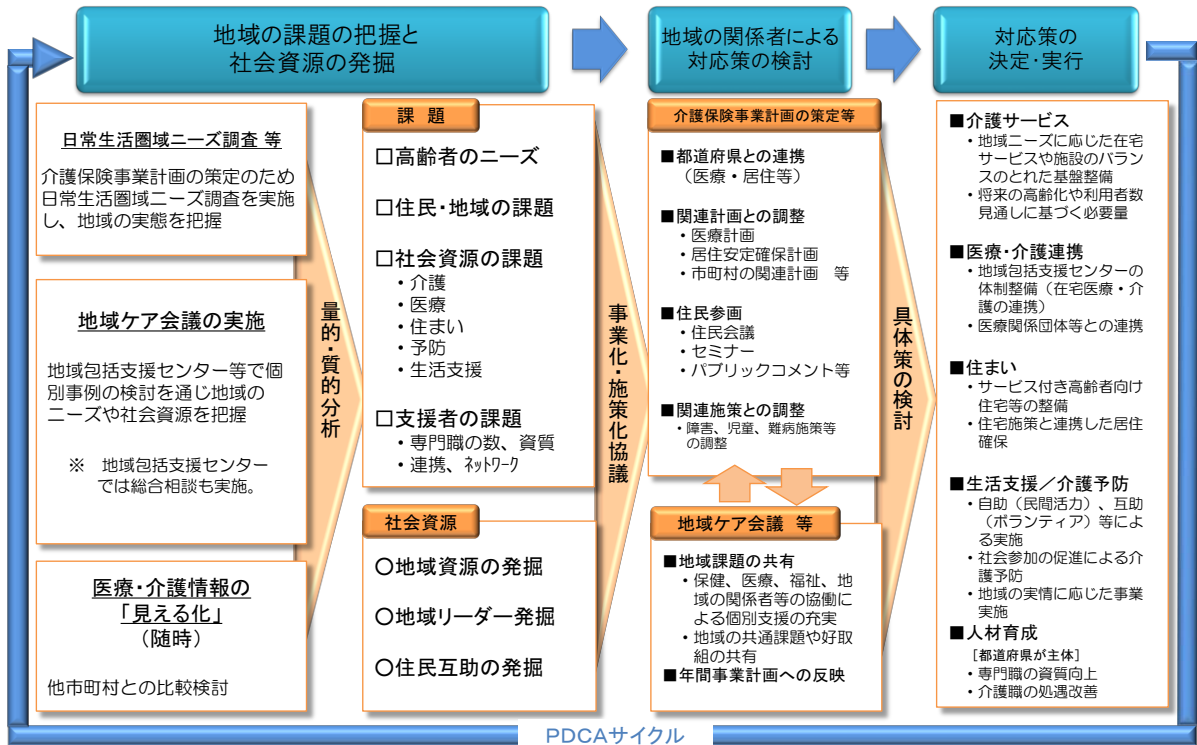 地域の課題の把握と
社会資源の発掘
地域の関係者による
対応策の検討
対応策の
決定・実行
日常生活圏域ニーズ調査 等
介護保険事業計画の策定のため
日常生活圏域ニーズ調査を実施
し、地域の実態を把握
地域ケア会議の実施
地域包括支援センター等で個
別事例の検討を通じ地域の
ニーズや社会資源を把握
※　地域包括支援センター
では総合相談も実施。
医療・介護情報の
「見える化」
（随時）
他市町村との比較検討
量的・質的分析
課　題
□高齢者のニーズ
□住民・地域の課題
□社会資源の課題
・介護
・医療
・住まい
・予防
・生活支援
□支援者の課題
・専門職の数、資質
・連携、ﾈｯﾄﾜｰｸ
社会資源
○地域資源の発掘
○地域リーダー発掘
○住民互助の発掘
事業化・施策化協議
介護保険事業計画の策定等
■都道府県との連携
（医療・居住等）
■関連計画との調整
・医療計画
・居住安定確保計画
・市町村の関連計画　等
■住民参画
・住民会議
・セミナー
・パブリックコメント等
■関連施策との調整
・障害、児童、難病施策等
の調整
地域ケア会議　等
■地域課題の共有
・保健、医療、福祉、地
域の関係者等の協働
による個別支援の充実
・地域の共通課題や好取
組の共有
■年間事業計画への反映
具体策の検討
■介護サービス
・地域ニーズに応じた在宅
サービスや施設のバラン
スのとれた基盤整備
・将来の高齢化や利用者数
見通しに基づく必要量
■医療・介護連携
・地域包括支援センターの
体制整備（在宅医療・介
護の連携）
・医療関係団体等との連携
■住まい
・サービス付き高齢者向け
住宅等の整備
・住宅施策と連携した居住
確保
■生活支援／介護予防
・自助（民間活力）、互助
（ボランティア）等によ
る実施
・社会参加の促進による介
護予防
・地域の実情に応じた事業
実施
■人材育成
［都道府県が主体］
・専門職の資質向上
・介護職の処遇改善
PDCAサイクル